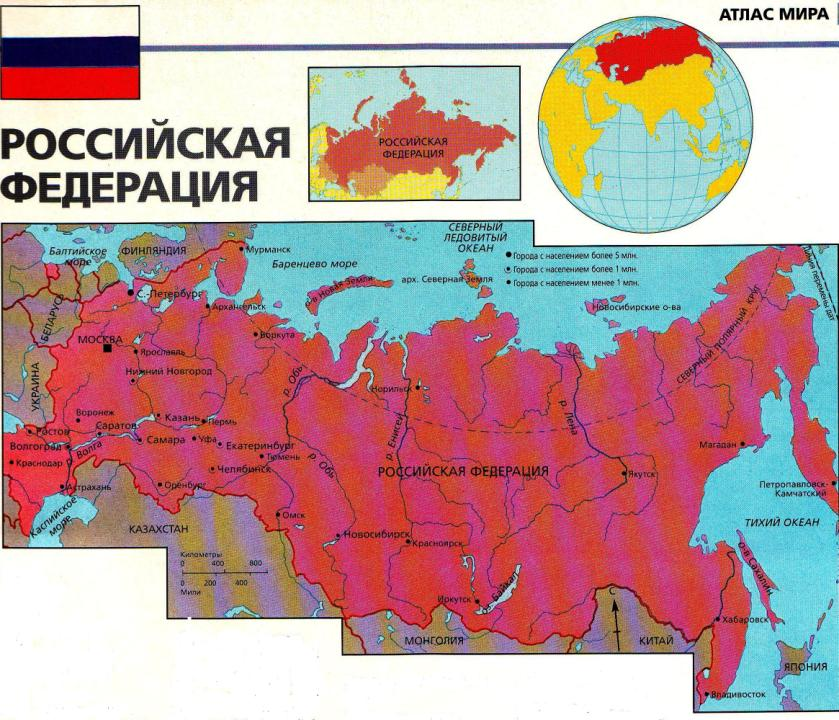 АТЛАС МИРА
РОССИЙСКАЯ
ФЕДЕРАЦИЯ
РОССИЙСКАЯ
ФЕДЕРАЦИЯ
СЕВЕРНЫЙ
ЛЕДОВИТЫЙ
ОКЕАН
Города с населением более 5 млн.
Города с населением более 1 млн.
Города с населением менее 1 млн.
Линия перемены дат
Балтийское
море
ФИНЛЯНДИЯ
Мурманск
Баренцево море
о-в Новая Земля
арх. Северная Земля
Новосибирские о-ва
СЕВЕРНЫЙ ПОЛЯРНЫЙ КРУГ
С.-Петербург
Архангельск
БЕЛАРУСЬ
МОСКВА
Воркута
Ярославль
Нижний Новгород
р. Обь
Норильск
УКРАИНА
Воронеж
Казань
Пермь
р. Енисей
р. Лена
Ростов
Саратов
Самара
Уфа
Екатеринбург
Магадан
Волгоград
р. Волга
Тюмень
р. Обь
Краснодар
Челябинск
РОССИЙСКАЯ ФЕДЕРАЦИЯ
Якутск
Астрахань
Оренбург
Петропавловск-
Камчатский
Каспийское
море
Омск
КАЗАХСТАН
ТИХИЙ ОКЕАН
Новосибирск
Красноярск
Километры
0 400 800
0 200 400
Мили
о-в Сахалин
Иркутск
оз. Байкал
С
Хабаровск
МОНГОЛИЯ
КИТАЙ
ЯПОНИЯ
Владивосток